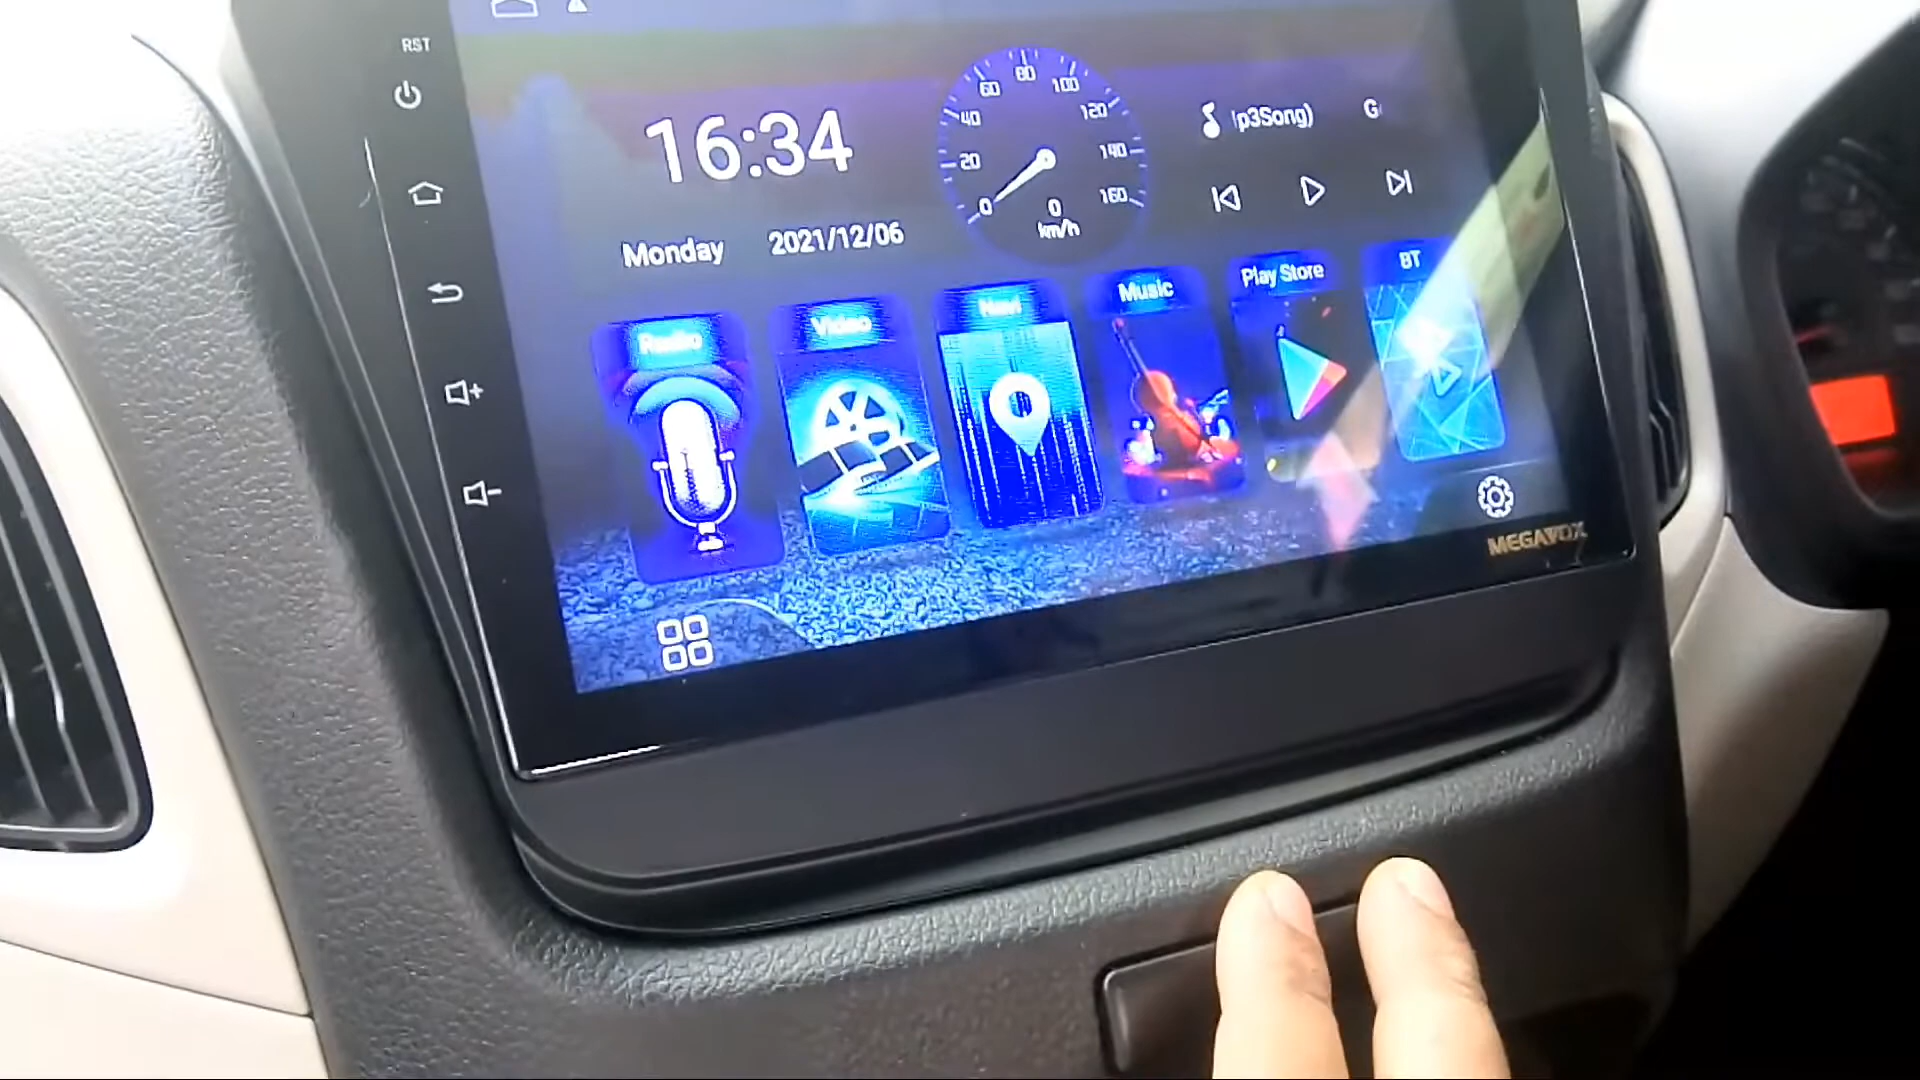 RST
16:34
Monday 2021/12/06
0 20 40 60 80 100 120 140 160
0
km/h
p3Song) G
Radio
Video
Navi
Music
Play Store
BT
MEGAVOX